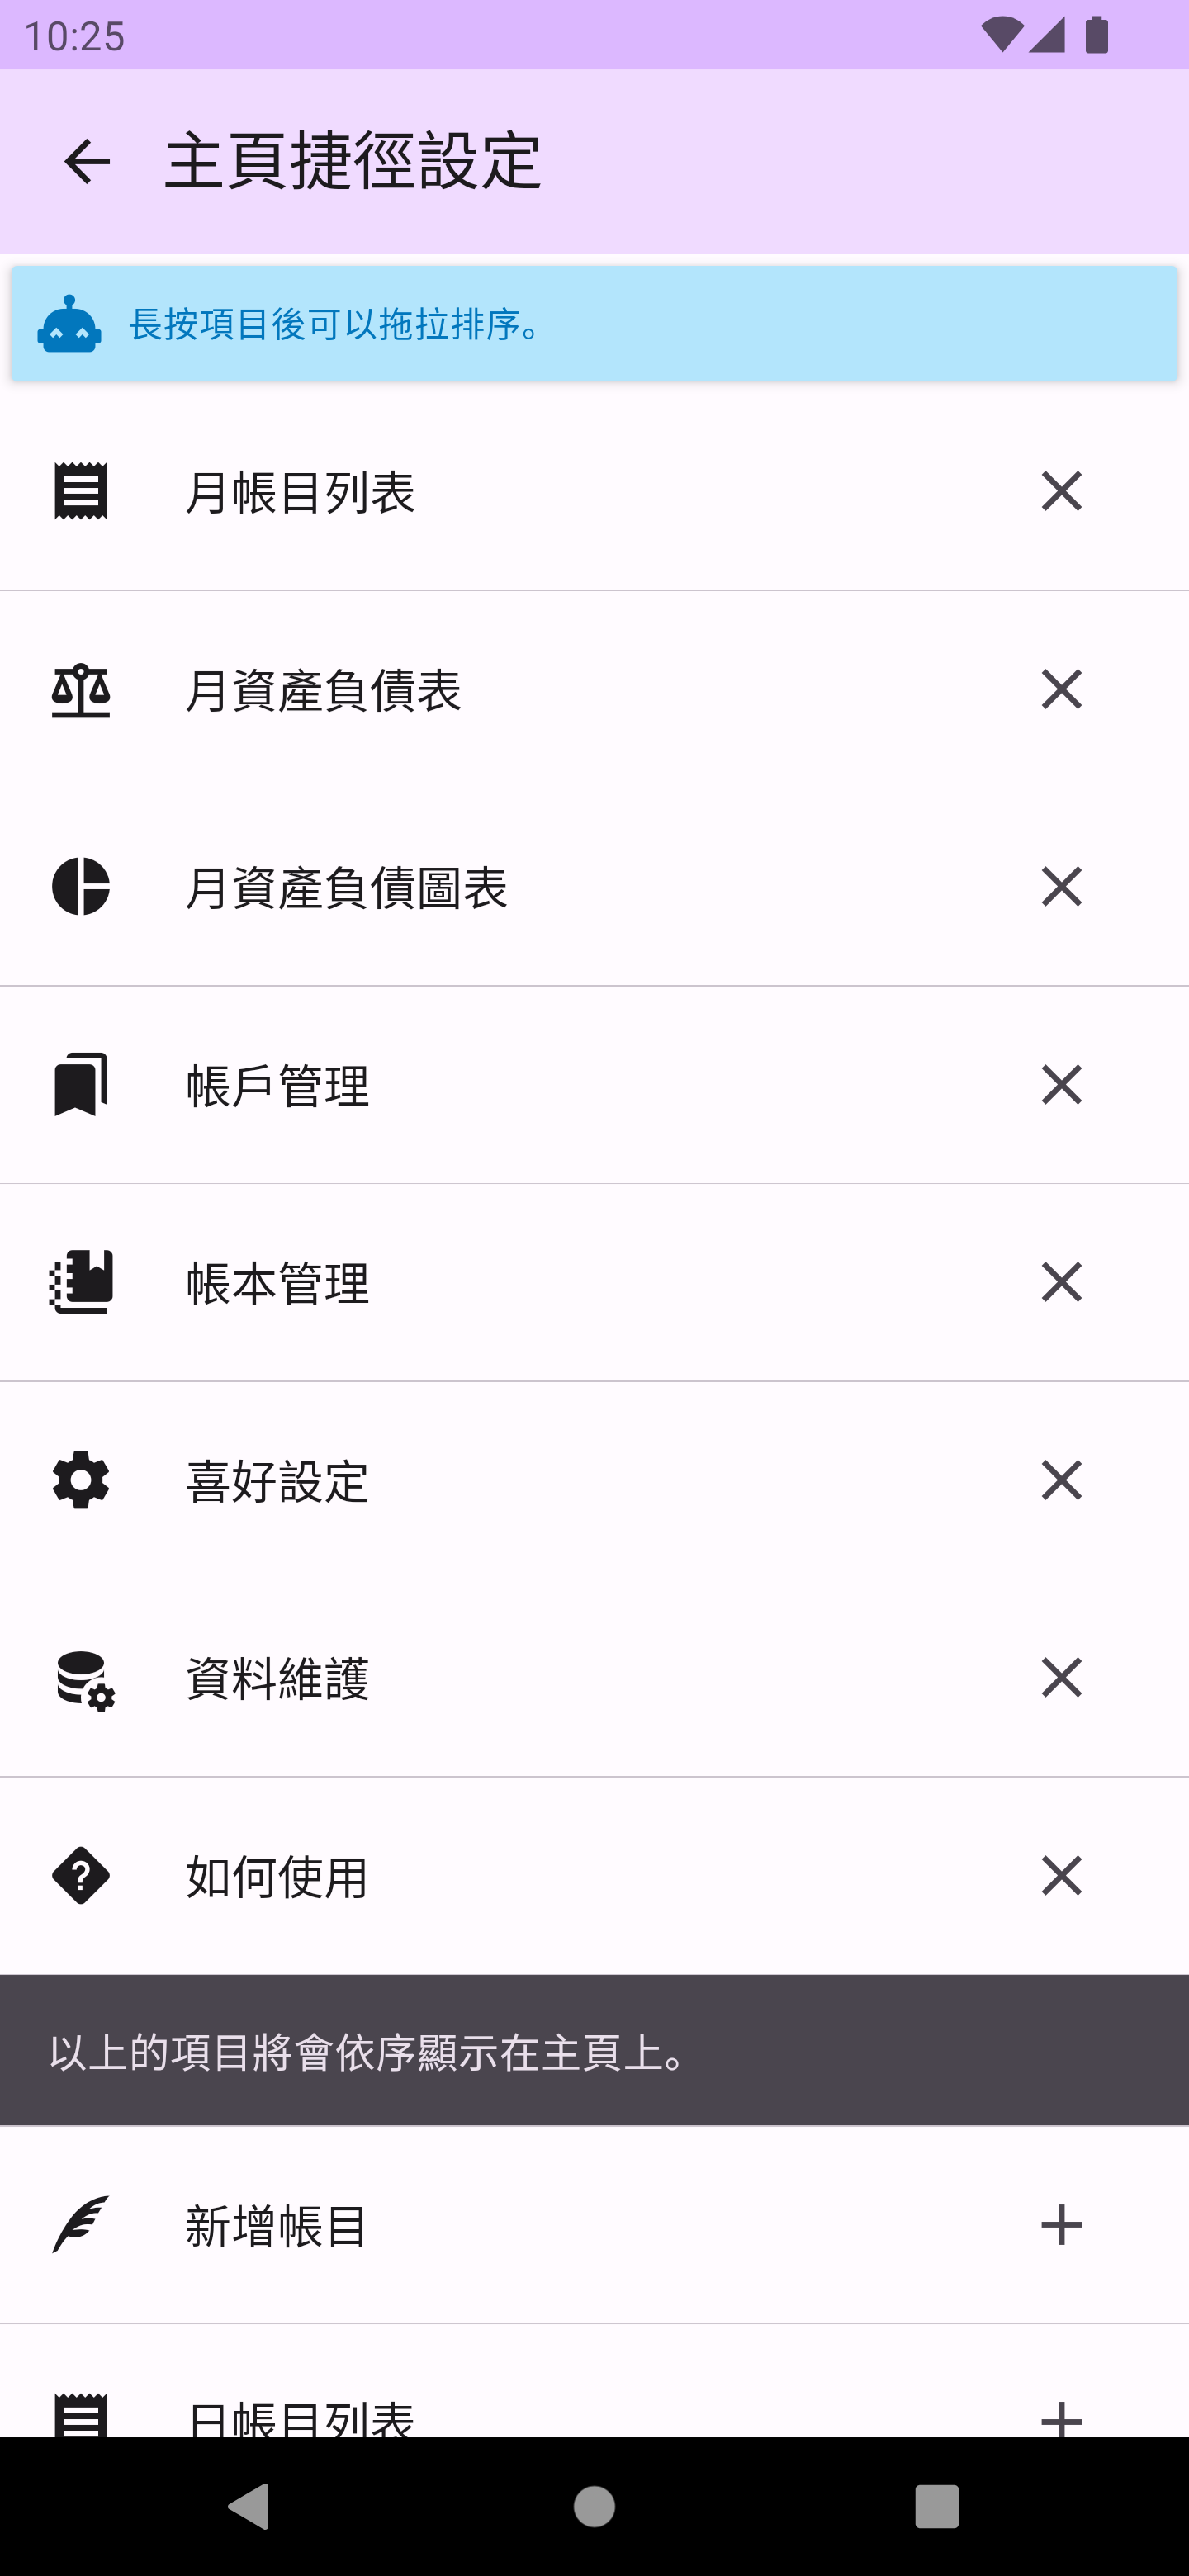 10:25
主頁捷徑設定
長按項目後可以拖拉排序。
月帳目列表
月資產負債表
月資產負債圖表
帳戶管理
帳本管理
喜好設定
資料維護
如何使用
以上的項目將會依序顯示在主頁上。
新增帳目
日帳目列表